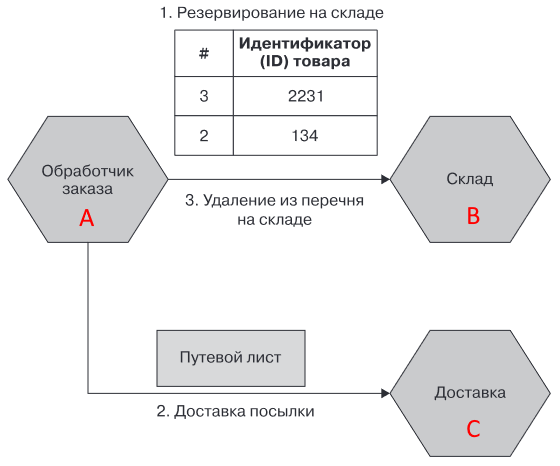 1. Резервирование на складе
# Идентификатор
(ID) товара
3 2231
2 134
Обработчик
заказа
A
Склад
B
3. Удаление из перечня
на складе
Путевой лист
2. Доставка посылки
Доставка
C